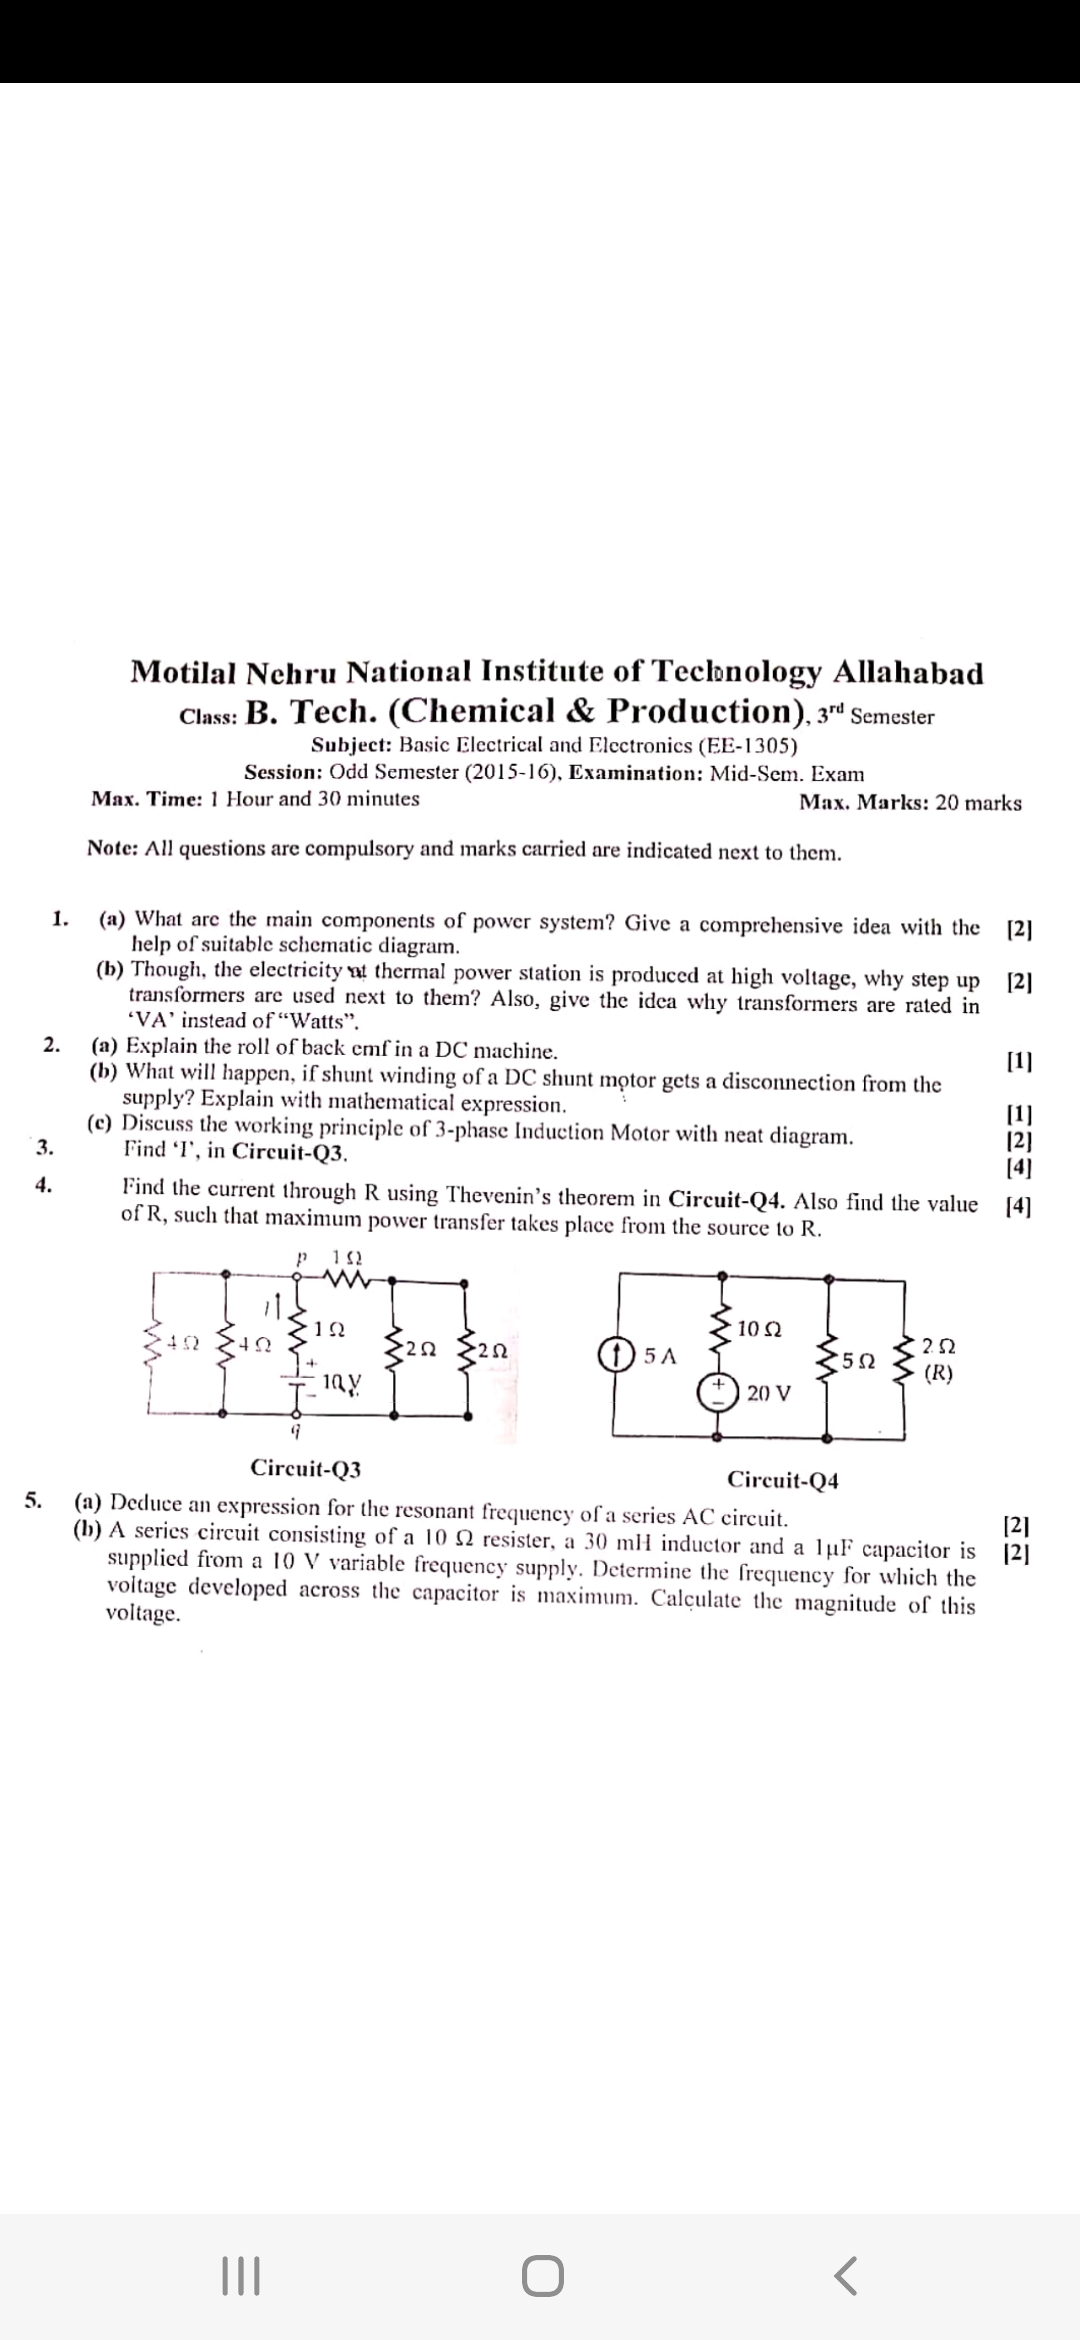 Motilal Nehru National Institute of Technology Allahabad
Class: B. Tech. (Chemical & Production), 3rd Semester
Subject: Basic Electrical and Electronics (EE-1305)
Session: Odd Semester (2015-16), Examination: Mid-Sem. Exam
Max. Time: 1 Hour and 30 minutes Max. Marks: 20 marks
Note: All questions are compulsory and marks carried are indicated next to them.
1. (a) What are the main components of power system? Give a comprehensive idea with the [2]
help of suitable schematic diagram.
(b) Though, the electricity at thermal power station is produced at high voltage, why step up [2]
transformers are used next to them? Also, give the idea why transformers are rated in
‘VA’ instead of “Watts”.
2. (a) Explain the roll of back emf in a DC machine. [1]
(b) What will happen, if shunt winding of a DC shunt motor gets a disconnection from the
supply? Explain with mathematical expression. [1]
(c) Discuss the working principle of 3-phase Induction Motor with neat diagram. [2]
3. Find ‘I’, in Circuit-Q3. [4]
4. Find the current through R using Thevenin’s theorem in Circuit-Q4. Also find the value [4]
of R, such that maximum power transfer takes place from the source to R.
P 1 Ω
I
4 Ω 4 Ω 1 Ω 2 Ω 2 Ω
+
10 V
-
q
Circuit-Q3
5 A
10 Ω
+
-
20 V
5 Ω
2 Ω
(R)
Circuit-Q4
5. (a) Deduce an expression for the resonant frequency of a series AC circuit. [2]
(b) A series circuit consisting of a 10 Ω resister, a 30 mH inductor and a 1μF capacitor is [2]
supplied from a 10 V variable frequency supply. Determine the frequency for which the
voltage developed across the capacitor is maximum. Calculate the magnitude of this
voltage.